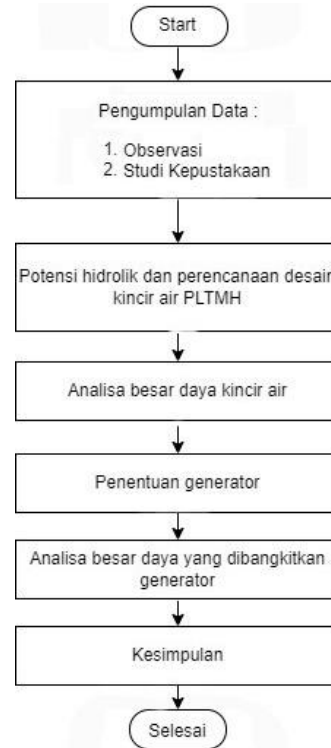 Start
Pengumpulan Data :
1. Observasi
2. Studi Kepustakaan
Potensi hidrolik dan perencanaan desain
kincir air PLTMH
Analisa besar daya kincir air
Penentuan generator
Analisa besar daya yang dibangkitkan
generator
Kesimpulan
Selesai